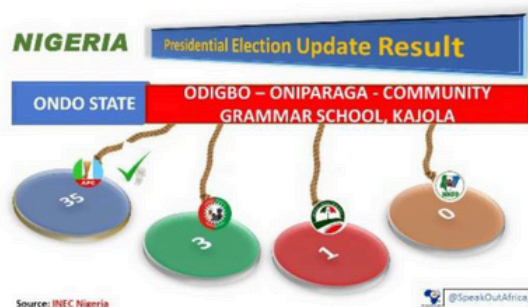 NIGERIA
Presidential Election Update Result
ONDO STATE
ODIGBO – ONIPARAGA - COMMUNITY
GRAMMAR SCHOOL, KAJOLA
APC
35
3
1
0
Source: INEC Nigeria
@SpeakOutAfrica